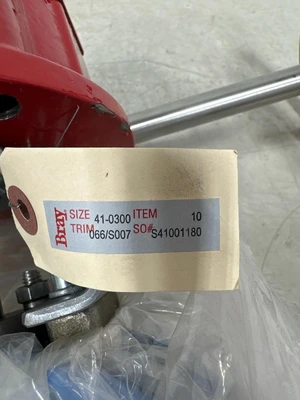 Bray
SIZE 41-0300 ITEM 10
TRIM 066/S007 SO# S41001180